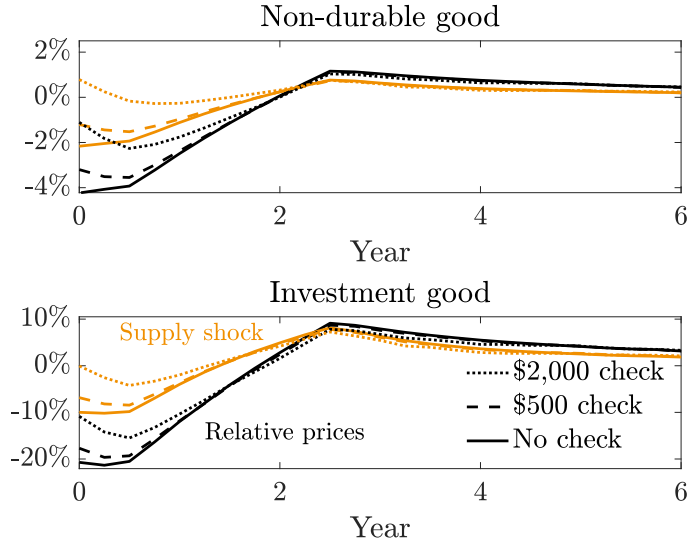 Non-durable good
2%
0%
-2%
-4%
0 2 4 6
Year
Investment good
10%
0%
-10%
-20%
Supply shock
Relative prices
$2,000 check
$500 check
No check
0 2 4 6
Year